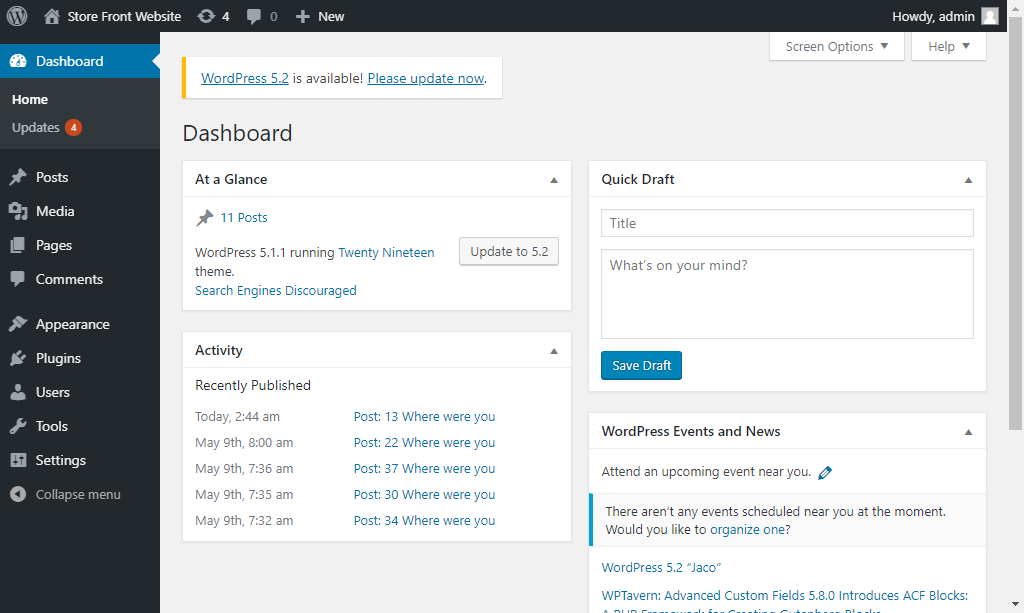 Store Front Website 4 0 New Howdy, admin
Dashboard
Home
Updates 4
Posts
Media
Pages
Comments
Appearance
Plugins
Users
Tools
Settings
Collapse menu
Screen Options Help
WordPress 5.2 is available! Please update now.
Dashboard
At a Glance
11 Posts
WordPress 5.1.1 running Twenty Nineteen
theme.
Update to 5.2
Search Engines Discouraged
Activity
Recently Published
Today, 2:44 am Post: 13 Where were you
May 9th, 8:00 am Post: 22 Where were you
May 9th, 7:36 am Post: 37 Where were you
May 9th, 7:35 am Post: 30 Where were you
May 9th, 7:32 am Post: 34 Where were you
Quick Draft
Title
What's on your mind?
Save Draft
WordPress Events and News
Attend an upcoming event near you.
There aren't any events scheduled near you at the moment.
Would you like to organize one?
WordPress 5.2 “Jaco”
WPTavern: Advanced Custom Fields 5.8.0 Introduces ACF Blocks:
A PHP Framework for Creating Gutenberg Blocks